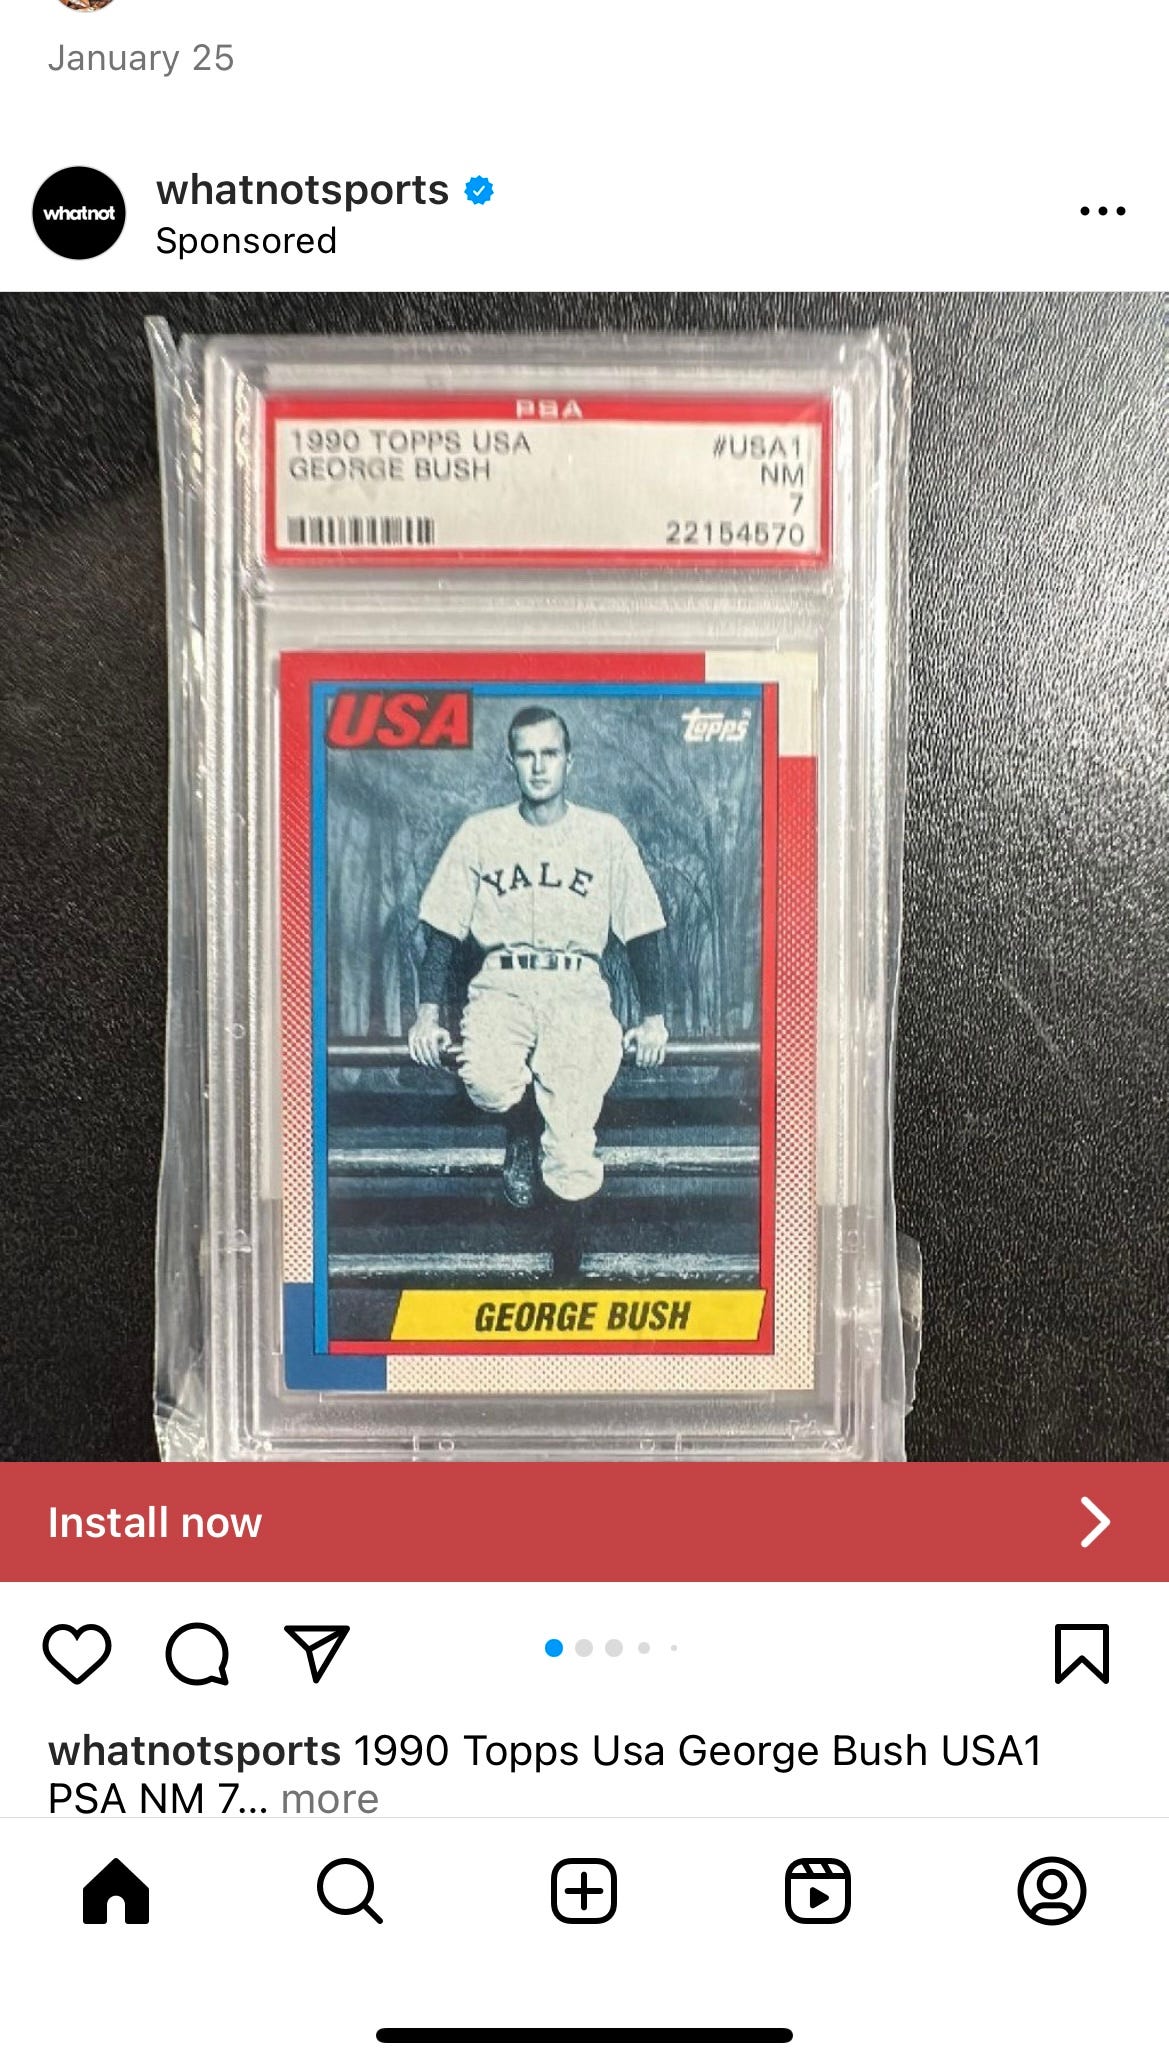 January 25
whatnot
whatnotsports
Sponsored
PSA
1990 TOPPS USA #USA1
GEORGE BUSH NM
7
22154570
USA
topps
YALE
GEORGE BUSH
Install now
whatnotsports 1990 Topps Usa George Bush USA1
PSA NM 7... more